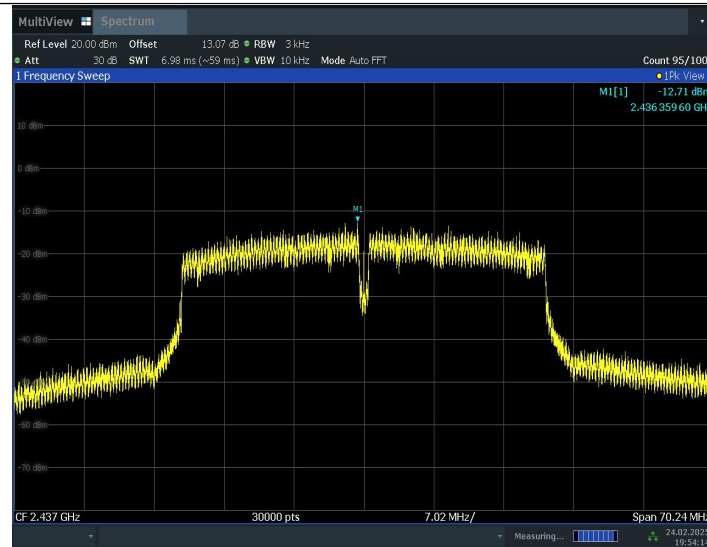 MultiView Spectrum
Ref Level 20.00 dBm Offset 13.07 dB RBW 3 kHz
Att 30 dB SWT 6.98 ms (~59 ms) VBW 10 kHz Mode Auto FFT Count 95/100
1 Frequency Sweep 1Pk View
M1[1] -12.71 dBm
2.436 359 60 GH
10 dBm
0 dBm
-10 dBm
M1
-20 dBm
-30 dBm
-40 dBm
-60 dBm
-70 dBm
CF 2.437 GHz 30000 pts 7.02 MHz/ Span 70.24 MHz
Measuring... 24.02.2025
19:54:14